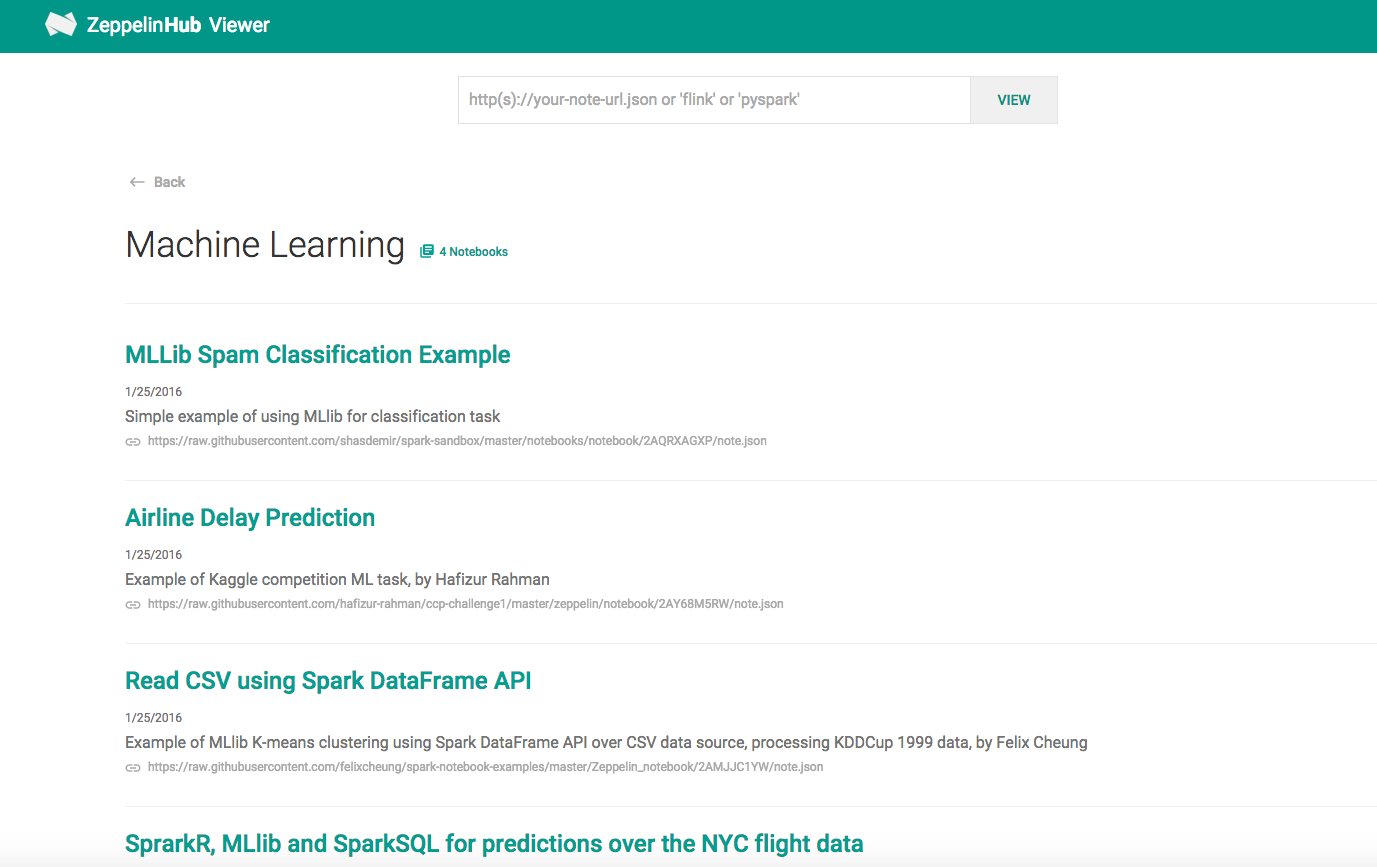 ZeppelinHub Viewer
http(s)://your-note-url.json or 'flink' or 'pyspark'
VIEW
Back
Machine Learning
4 Notebooks
MLLib Spam Classification Example
1/25/2016
Simple example of using MLlib for classification task
https://raw.githubusercontent.com/shasdemir/spark-sandbox/master/notebooks/notebook/2AQRXAGXP/note.json
Airline Delay Prediction
1/25/2016
Example of Kaggle competition ML task, by Hafizur Rahman
https://raw.githubusercontent.com/hafizur-rahman/ccp-challenge1/master/zeppelin/notebook/2AY68M5RW/note.json
Read CSV using Spark DataFrame API
1/25/2016
Example of MLlib K-means clustering using Spark DataFrame API over CSV data source, processing KDDCup 1999 data, by Felix Cheung
https://raw.githubusercontent.com/felixcheung/spark-notebook-examples/master/Zeppelin_notebook/2AMJJC1YW/note.json
SprarkR, MLlib and SparkSQL for predictions over the NYC flight data